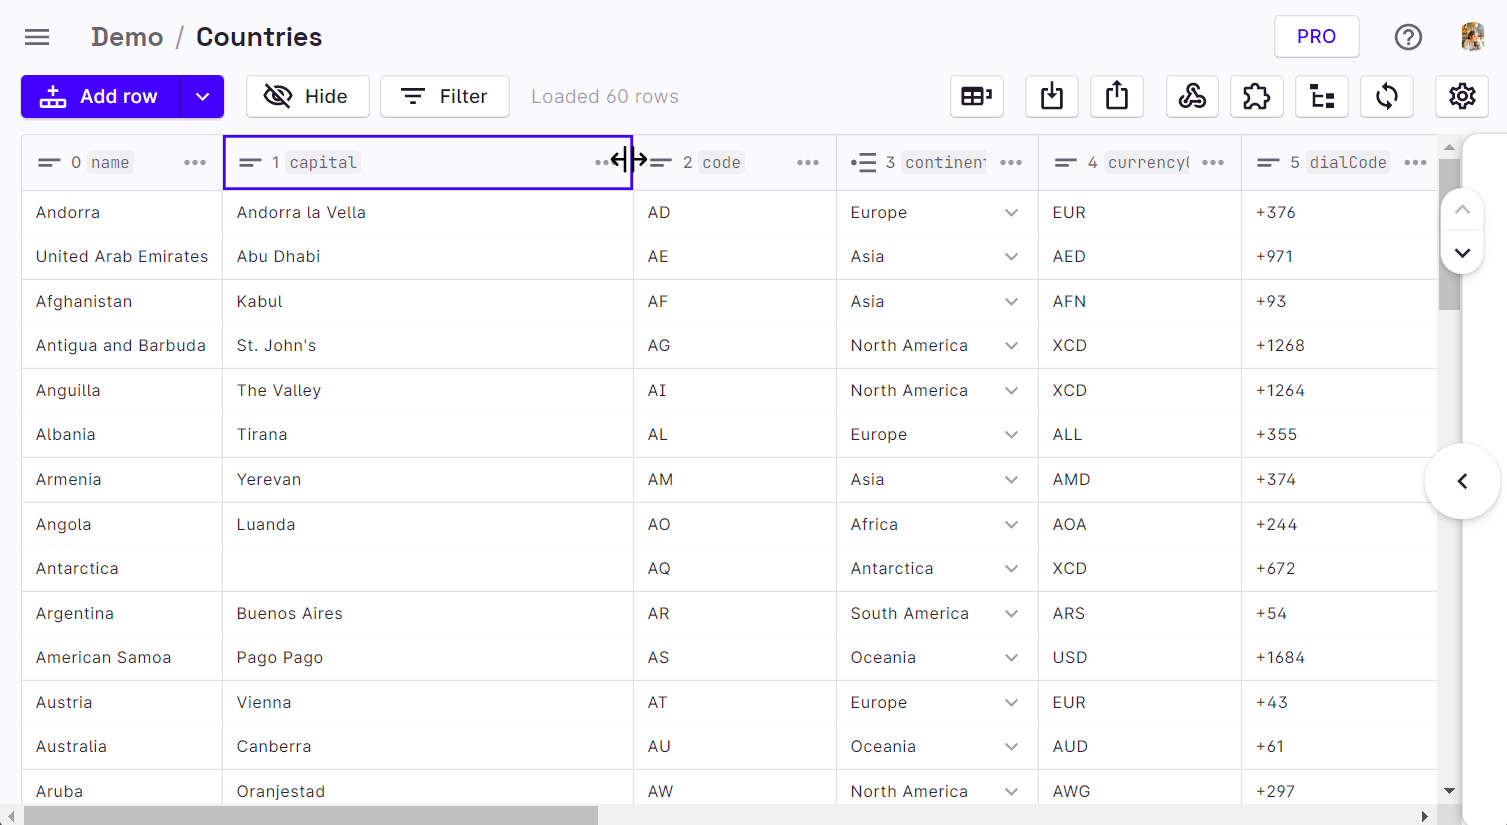 Demo / Countries
PRO
Add row Hide Filter Loaded 60 rows
0 name 1 capital 2 code 3 continent 4 currency 5 dialCode
Andorra Andorra la Vella AD Europe EUR +376
United Arab Emirates Abu Dhabi AE Asia AED +971
Afghanistan Kabul AF Asia AFN +93
Antigua and Barbuda St. John's AG North America XCD +1268
Anguilla The Valley AI North America XCD +1264
Albania Tirana AL Europe ALL +355
Armenia Yerevan AM Asia AMD +374
Angola Luanda AO Africa AOA +244
Antarctica AQ Antarctica XCD +672
Argentina Buenos Aires AR South America ARS +54
American Samoa Pago Pago AS Oceania USD +1684
Austria Vienna AT Europe EUR +43
Australia Canberra AU Oceania AUD +61
Aruba Oranjestad AW North America AWG +297